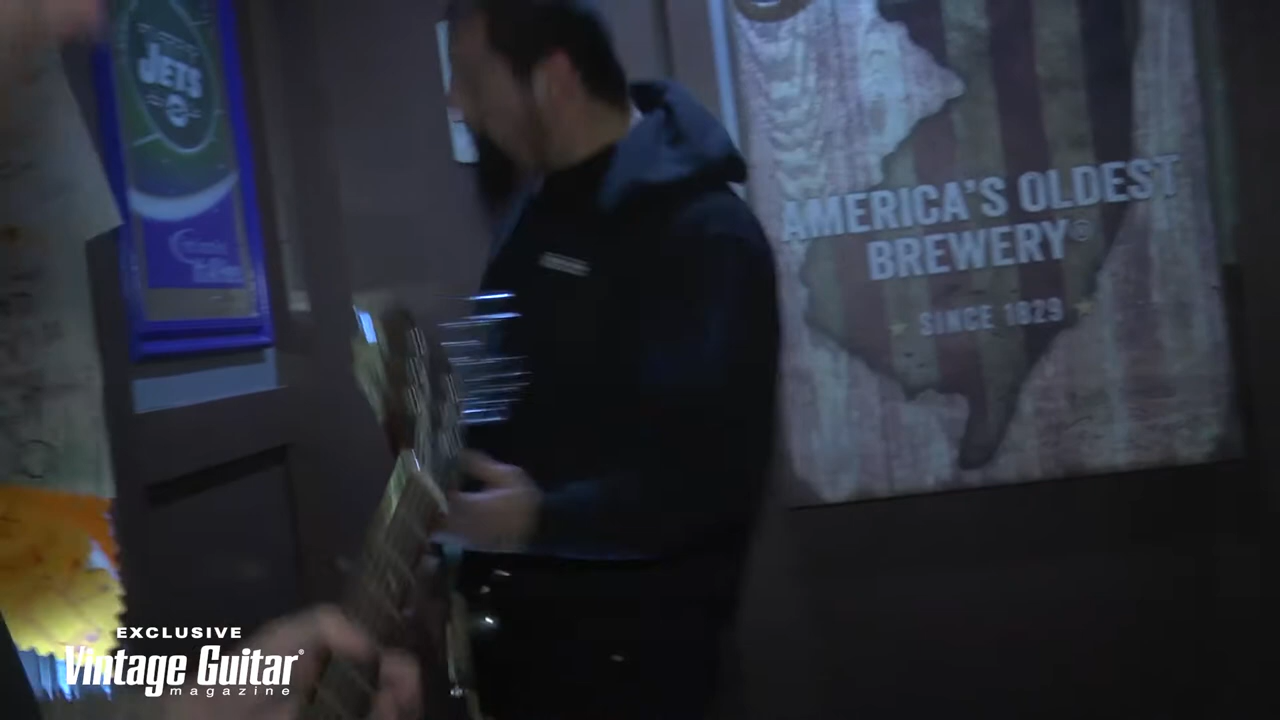 JETS
AMERICA'S OLDEST
BREWERY®
SINCE 1829
EXCLUSIVE
Vintage Guitar®
magazine